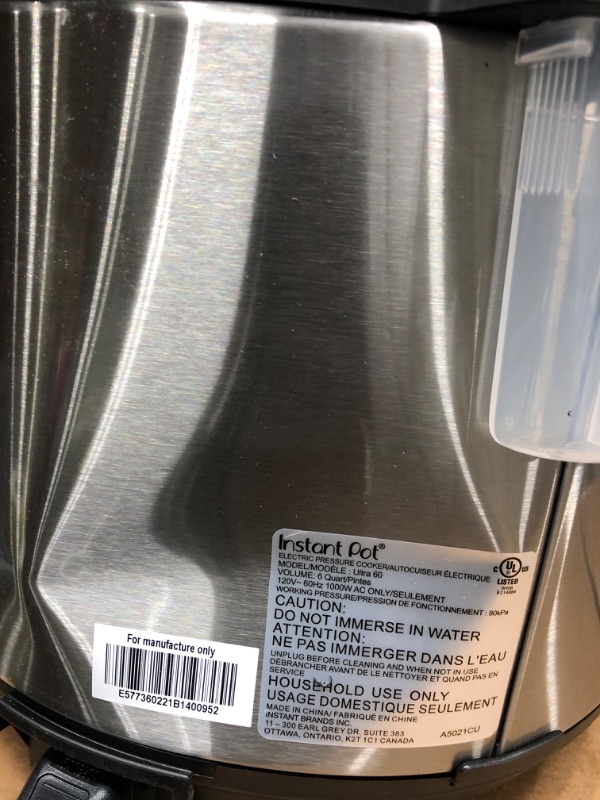 Instant Pot®
ELECTRIC PRESSURE COOKER/AUTOCUISEUR ÉLECTRIQUE
MODEL/MODÈLE : Ultra 60
VOLUME: 6 Quart/Pintes
120V~ 60Hz 1000W AC ONLY/SEULEMENT
WORKING PRESSURE/PRESSION DE FONCTIONNEMENT : 80kPa
C UL US
LISTED
CAUTION:
DO NOT IMMERSE IN WATER
ATTENTION:
NE PAS IMMERGER DANS L'EAU
UNPLUG BEFORE CLEANING AND WHEN NOT IN USE
DÉBRANCHER AVANT DE LE NETTOYER ET QUAND PAS EN
SERVICE
HOUSEHOLD USE ONLY
USAGE DOMESTIQUE SEULEMENT
MADE IN CHINA/ FABRIQUÉ EN CHINE
INSTANT BRANDS INC.
11 – 300 EARL GREY DR. SUITE 383
OTTAWA, ONTARIO, K2T 1C1 CANADA
A5021CU
For manufacture only
E577360221B1400952